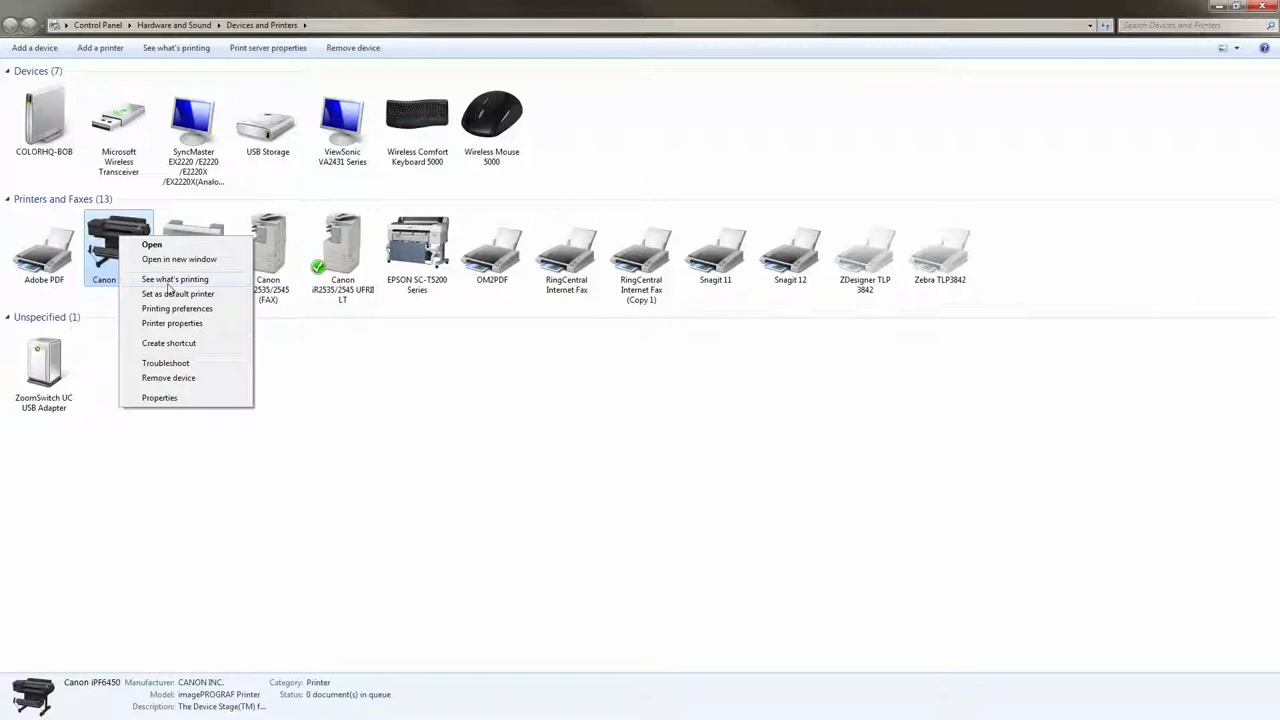 Control Panel Hardware and Sound Devices and Printers Search Devices and Printers
Add a device Add a printer See what's printing Print server properties Remove device
Devices (7)
COLORHQ-BOB
Microsoft
Wireless
Transceiver
SyncMaster
EX2220 /E2220
/E2220X
/EX2220X(Analo...
USB Storage
ViewSonic
VA2431 Series
Wireless Comfort
Keyboard 5000
Wireless Mouse
5000
Printers and Faxes (13)
Adobe PDF
Canon
2535/2545
(FAX)
Canon
Canon
iR2535/2545 UFRII
LT
EPSON SC-T5200
Series
OM2PDF
RingCentral
Internet Fax
RingCentral
Internet Fax
(Copy 1)
Snagit 11
Snagit 12
ZDesigner TLP
3842
Zebra TLP3842
Open
Open in new window
See what's printing
Set as default printer
Printing preferences
Printer properties
Create shortcut
Troubleshoot
Remove device
Properties
Unspecified (1)
ZoomSwitch UC
USB Adapter
Canon iPF6450 Manufacturer: CANON INC. Category: Printer
Model: imagePROGRAF Printer Status: 0 document(s) in queue
Description: The Device Stage(TM) f...